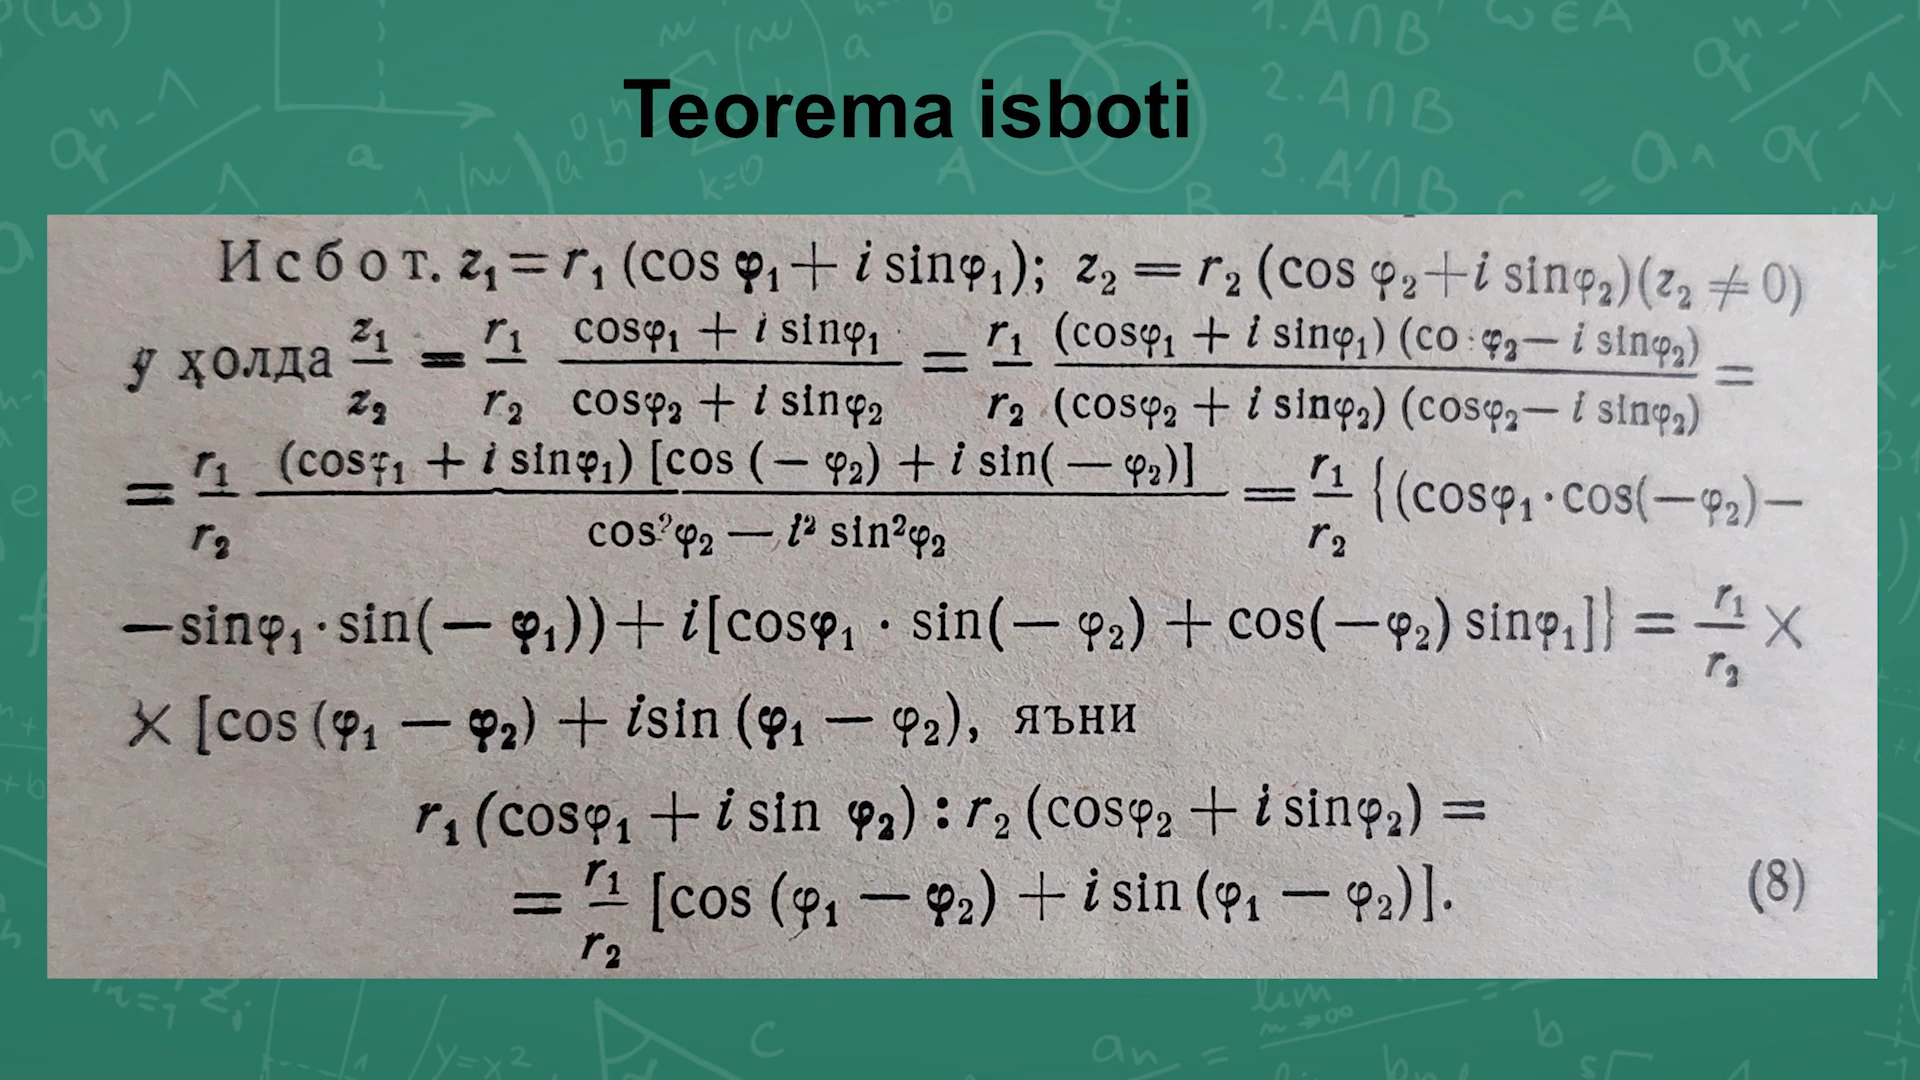 Teorema isboti
Исбот. z₁ = r₁ (cos φ₁ + i sinφ₁); z₂ = r₂ (cos φ₂ + i sinφ₂)(z₂ ≠ 0)
у ҳолда z₁/z₂ = r₁/r₂ (cosφ₁ + i sinφ₁)/(cosφ₂ + i sinφ₂) = r₁/r₂ (cosφ₁ + i sinφ₁) (co φ₂ — i sinφ₂)/(cosφ₂ + i sinφ₂) (cosφ₂ — i sinφ₂) =
= r₁/r₂ (cosφ₁ + i sinφ₁) [cos (— φ₂) + i sin(— φ₂)]/cos²φ₂ — i² sin²φ₂ = r₁/r₂ {(cosφ₁·cos(—φ₂)—
—sinφ₁·sin(— φ₁)) + i[cosφ₁ · sin(— φ₂) + cos(—φ₂) sinφ₁]} = r₁/r₂ ×
× [cos (φ₁ — φ₂) + i sin (φ₁ — φ₂), яъни
r₁ (cosφ₁ + i sin φ₂) : r₂ (cosφ₂ + i sinφ₂) =
= r₁/r₂ [cos (φ₁ — φ₂) + i sin (φ₁ — φ₂)]. (8)